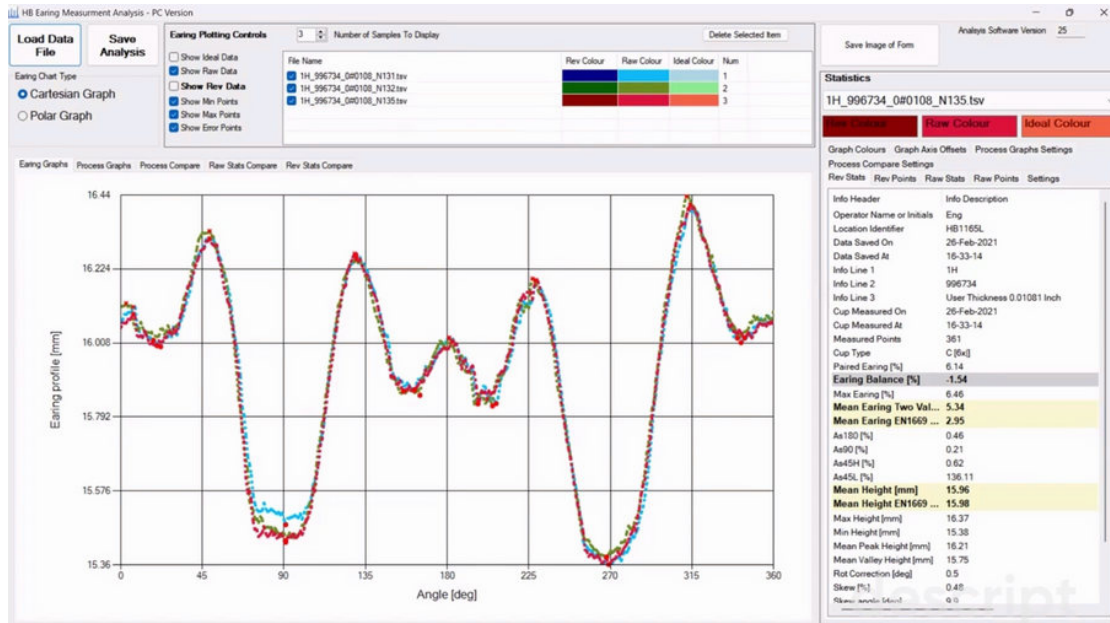 HB Earing Measurment Analysis - PC Version
Load Data File
Save Analysis
Earing Chart Type
Cartesian Graph
Polar Graph
Earing Plotting Controls
3 Number of Samples To Display
Delete Selected Item
Show Ideal Data
Show Raw Data
Show Rev Data
Show Min Points
Show Max Points
Show Error Points
File Name Rev Colour Raw Colour Ideal Colour Num
1H_996734_0#0108_N131.tsv 1
1H_996734_0#0108_N132.tsv 2
1H_996734_0#0108_N135.tsv 3
Save Image of Form
Analsyis Software Version 25
Statistics
1H_996734_0#0108_N135.tsv
Rev Colour Raw Colour Ideal Colour
Graph Colours Graph Axis Offsets Process Graphs Settings
Process Compare Settings
Rev Stats Rev Points Raw Stats Raw Points Settings
Info Header Info Description
Operator Name or Initials Eng
Location Identifier HB1165L
Data Saved On 26-Feb-2021
Data Saved At 16-33-14
Info Line 1 1H
Info Line 2 996734
Info Line 3 User Thickness 0.01081 Inch
Cup Measured On 26-Feb-2021
Cup Measured At 16-33-14
Measured Points 361
Cup Type C [6x]
Paired Earing [%] 6.14
Earing Balance [%] -1.54
Max Earing [%] 6.46
Mean Earing Two Val... 5.34
Mean Earing EN1669 ... 2.95
As180 [%] 0.46
As90 [%] 0.21
As45H [%] 0.62
As45L [%] 136.11
Mean Height [mm] 15.96
Mean Height EN1669 ... 15.98
Max Height [mm] 16.37
Min Height [mm] 15.38
Mean Peak Height [mm] 16.21
Mean Valley Height [mm] 15.75
Rot Correction [deg] 0.5
Skew [%] 0.48
Skew angle [deg] 9.9
descript
Earing Graphs Process Graphs Process Compare Raw Stats Compare Rev Stats Compare
Earing profile [mm]
16.44
16.224
16.008
15.792
15.576
15.36
0 45 90 135 180 225 270 315 360
Angle [deg]